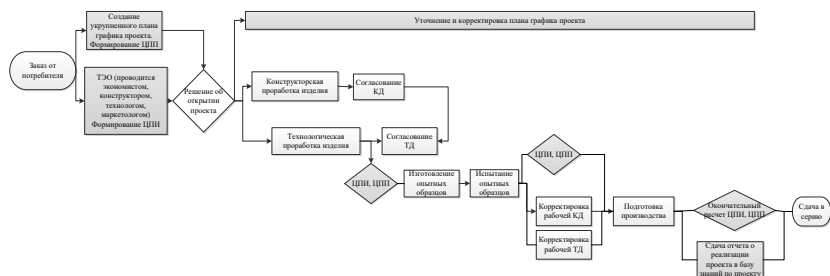 Создание
укрупненного плана
графика проекта.
Формирование ЦПП
Уточнение и корректировка плана графика проекта
Заказ от
потребителя
ТЭО (проводится
экономистом,
конструктором,
технологом,
маркетологом)
Формирование ЦПИ
Решение об
открытии
проекта
Конструкторская
проработка изделия
Согласование
КД
Технологическая
проработка изделия
Согласование
ТД
ЦПИ, ЦПП
Изготовление
опытных
образцов
Испытание
опытных
образцов
ЦПИ, ЦПП
Корректировка
рабочей КД
Корректировка
рабочей ТД
Подготовка
производства
Окончательный
расчет ЦПИ, ЦПП
Сдача отчета о
реализации
проекта в базу
знаний по проекту
Сдача в
серию